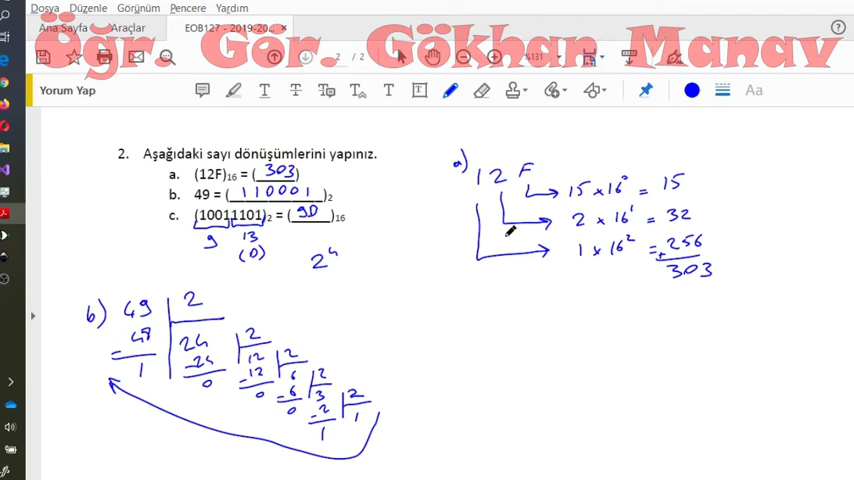 Dosya Düzenle Görünüm Pencere Yardım
Ana Sayfa Araçlar EOB127 - 2019-20... ×
Öğr. Gör. Gökhan Manav
2 / 2 %131
Yorum Yap Aa
2. Aşağıdaki sayı dönüşümlerini yapınız.
a. (12F)₁₆ = (303)
b. 49 = (110001)₂
c. (10011101)₂ = (9D)₁₆
9 13
(D) 2⁴
a) 12F
15 × 16⁰ = 15
2 × 16¹ = 32
1 × 16² = 256
+
303
b) 49 2
48 24 2
1 -24 12 2
0 -12 6 2
0 -6 3 2
0 -2 1
1